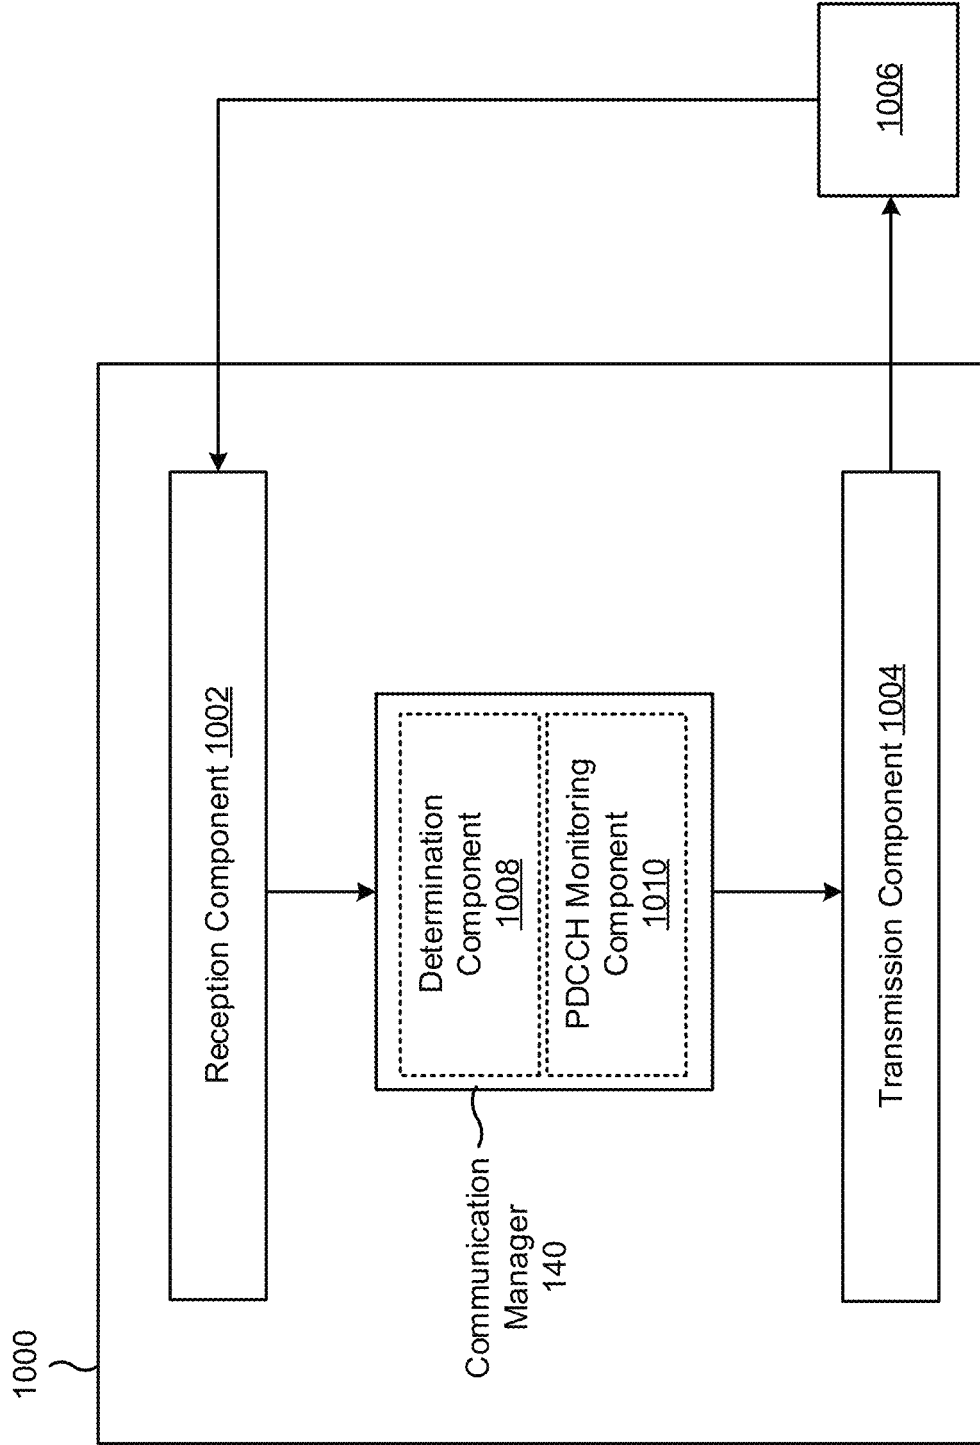 1000
Reception Component 1002
Communication
Manager
140
Determination
Component
1008
PDCCH Monitoring
Component
1010
Transmission Component 1004
1006